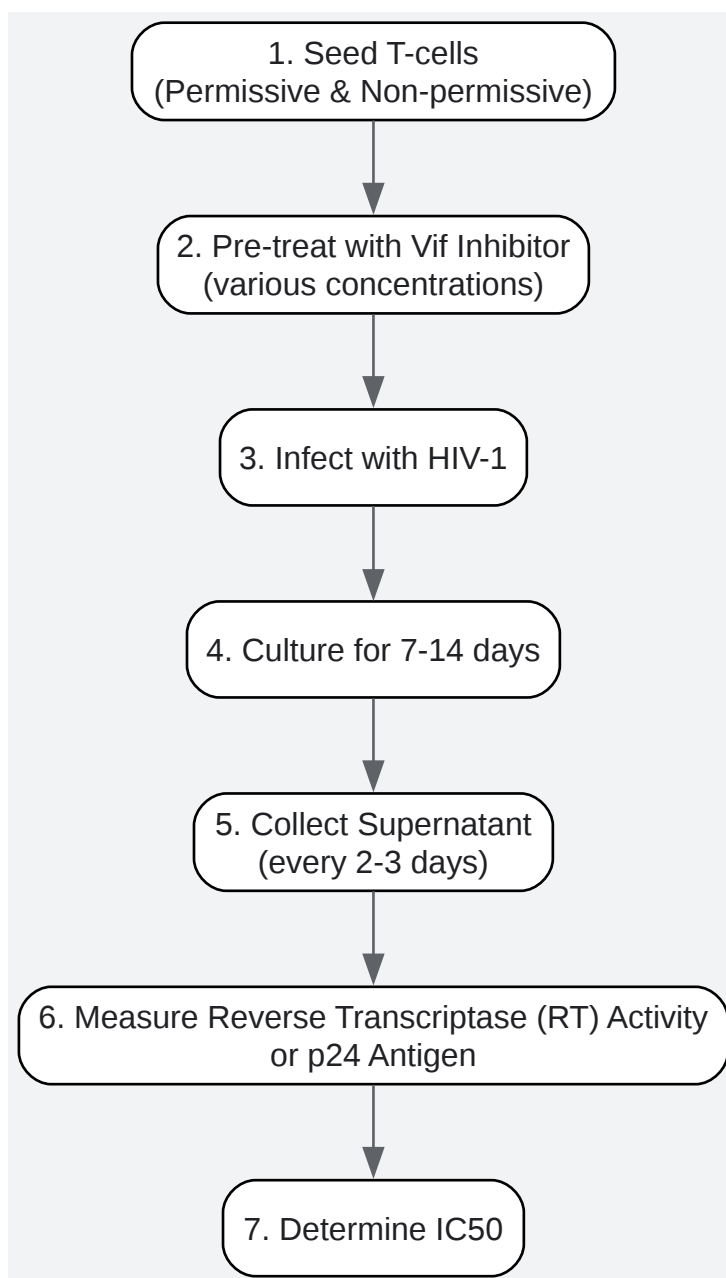 1. Seed T-cells
(Permissive & Non-permissive)
2. Pre-treat with Vif Inhibitor
(various concentrations)
3. Infect with HIV-1
4. Culture for 7-14 days
5. Collect Supernatant
(every 2-3 days)
6. Measure Reverse Transcriptase (RT) Activity
or p24 Antigen
7. Determine IC50